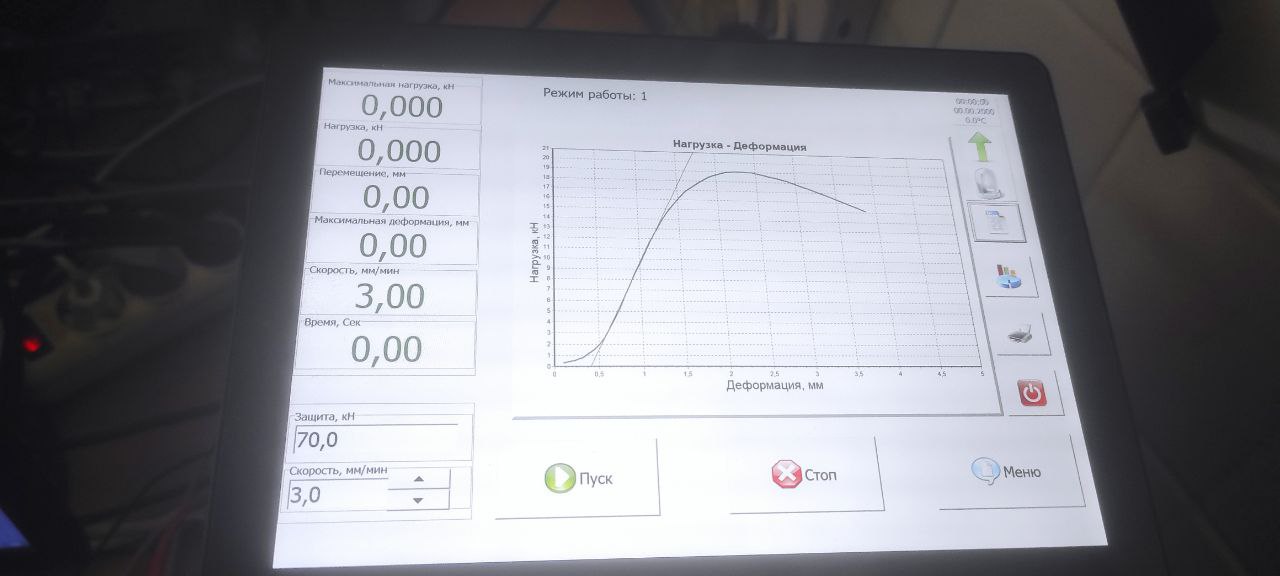 Максимальная нагрузка, кН
0,000
Нагрузка, кН
0,000
Перемещение, мм
0,00
Максимальная деформация, мм
0,00
Скорость, мм/мин
3,00
Время, Сек
0,00
Защита, кН
70,0
Скорость, мм/мин
3,0
Режим работы: 1
00:00:00
00.00.2000
0.0°C
Нагрузка - Деформация
Нагрузка, кН
21
20
19
18
17
16
15
14
13
12
11
10
9
8
7
6
5
4
3
2
1
0
0 0,5 1 1,5 2 2,5 3 3,5 4 4,5 5
Деформация, мм
Пуск
Стоп
Меню